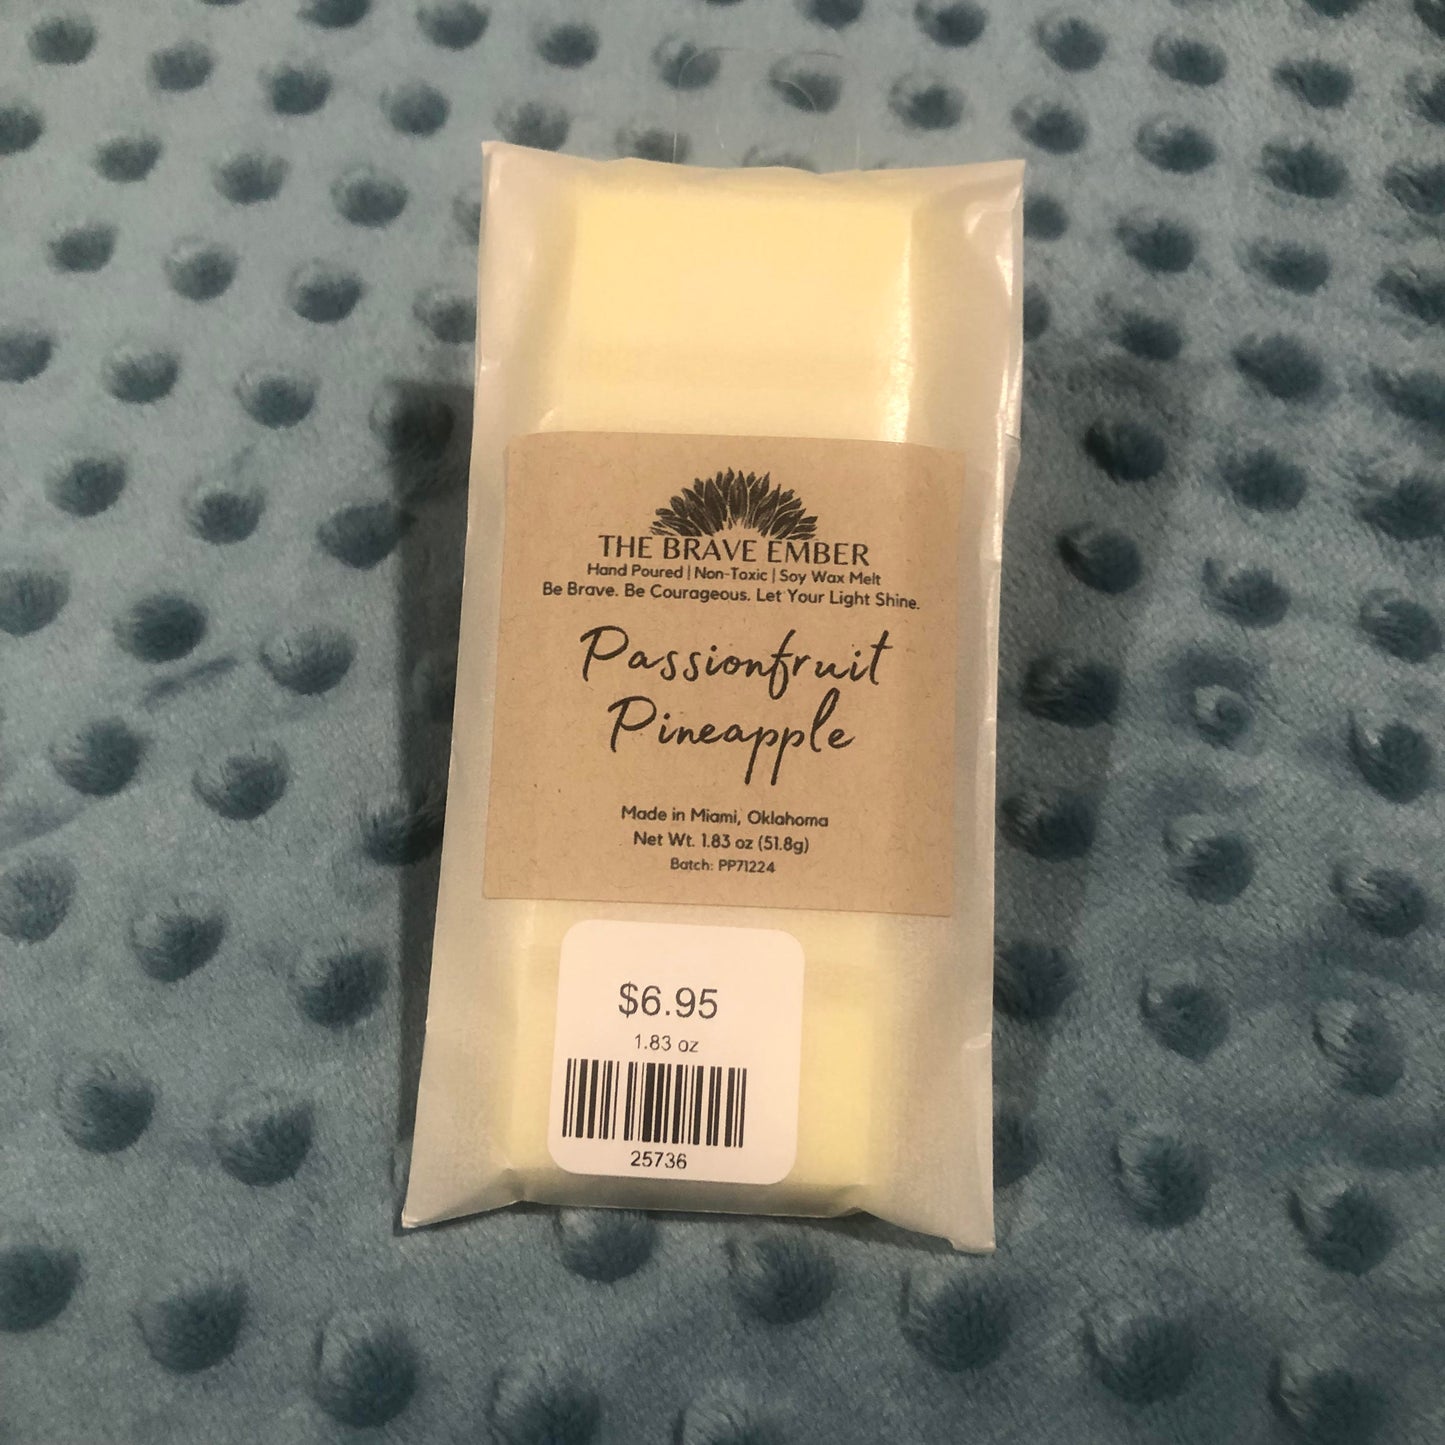 THE BRAVE EMBER
Hand Poured | Non-Toxic | Soy Wax Melt
Be Brave. Be Courageous. Let Your Light Shine.
Passionfruit
Pineapple
Made in Miami, Oklahoma
Net Wt. 1.83 oz (51.8g)
Batch: PP71224
$6.95
1.83 oz
25736